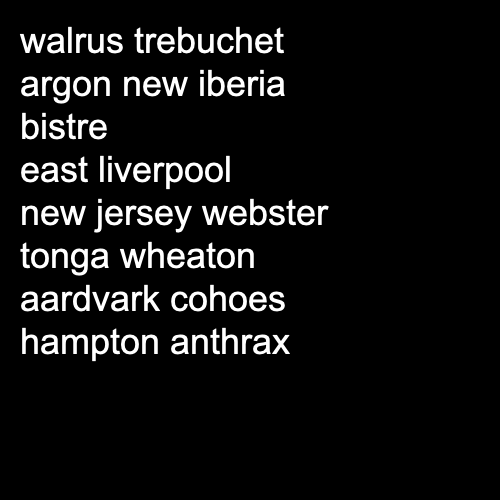 walrus trebuchet
argon new iberia
bistre
east liverpool
new jersey webster
tonga wheaton
aardvark cohoes
hampton anthrax